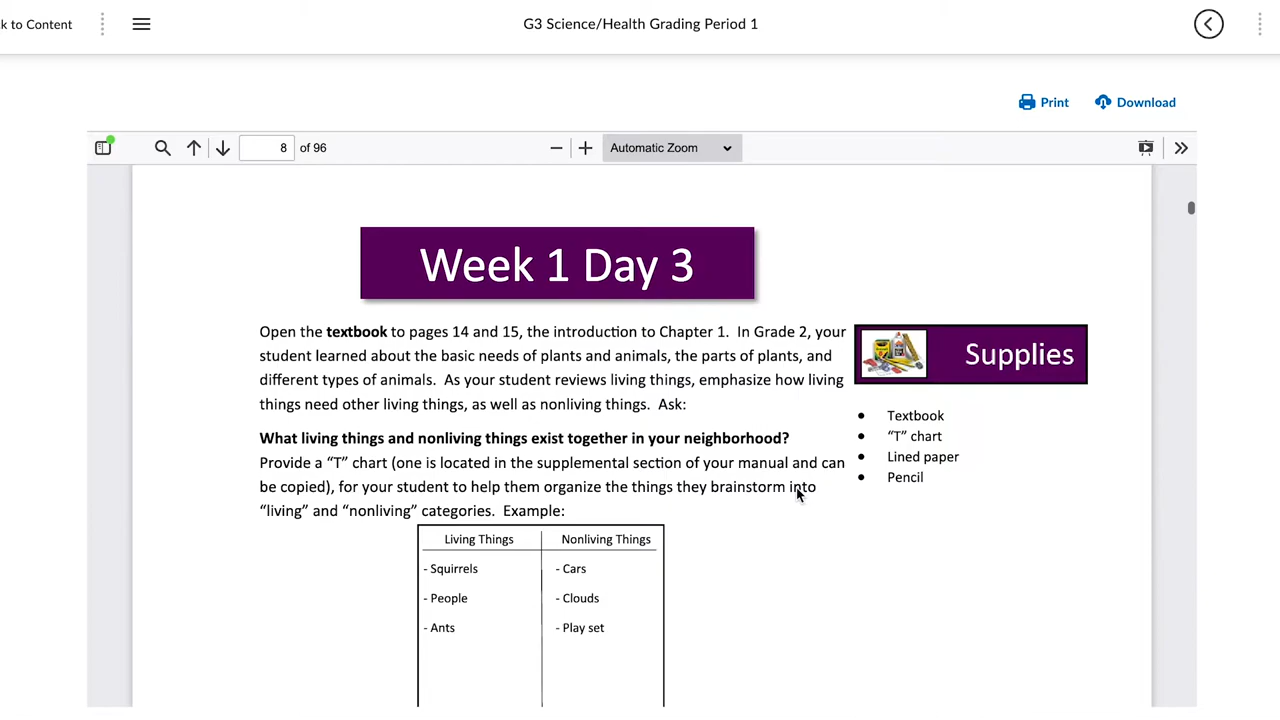 k to Content
G3 Science/Health Grading Period 1
Print
Download
8 of 96
Automatic Zoom
Week 1 Day 3
Open the textbook to pages 14 and 15, the introduction to Chapter 1.  In Grade 2, your
student learned about the basic needs of plants and animals, the parts of plants, and
different types of animals.  As your student reviews living things, emphasize how living
things need other living things, as well as nonliving things.  Ask:
What living things and nonliving things exist together in your neighborhood?
Provide a “T” chart (one is located in the supplemental section of your manual and can
be copied), for your student to help them organize the things they brainstorm into
“living” and “nonliving” categories.  Example:
Living Things
Nonliving Things
- Squirrels
- Cars
- People
- Clouds
- Ants
- Play set
Supplies
• Textbook
• “T” chart
• Lined paper
• Pencil